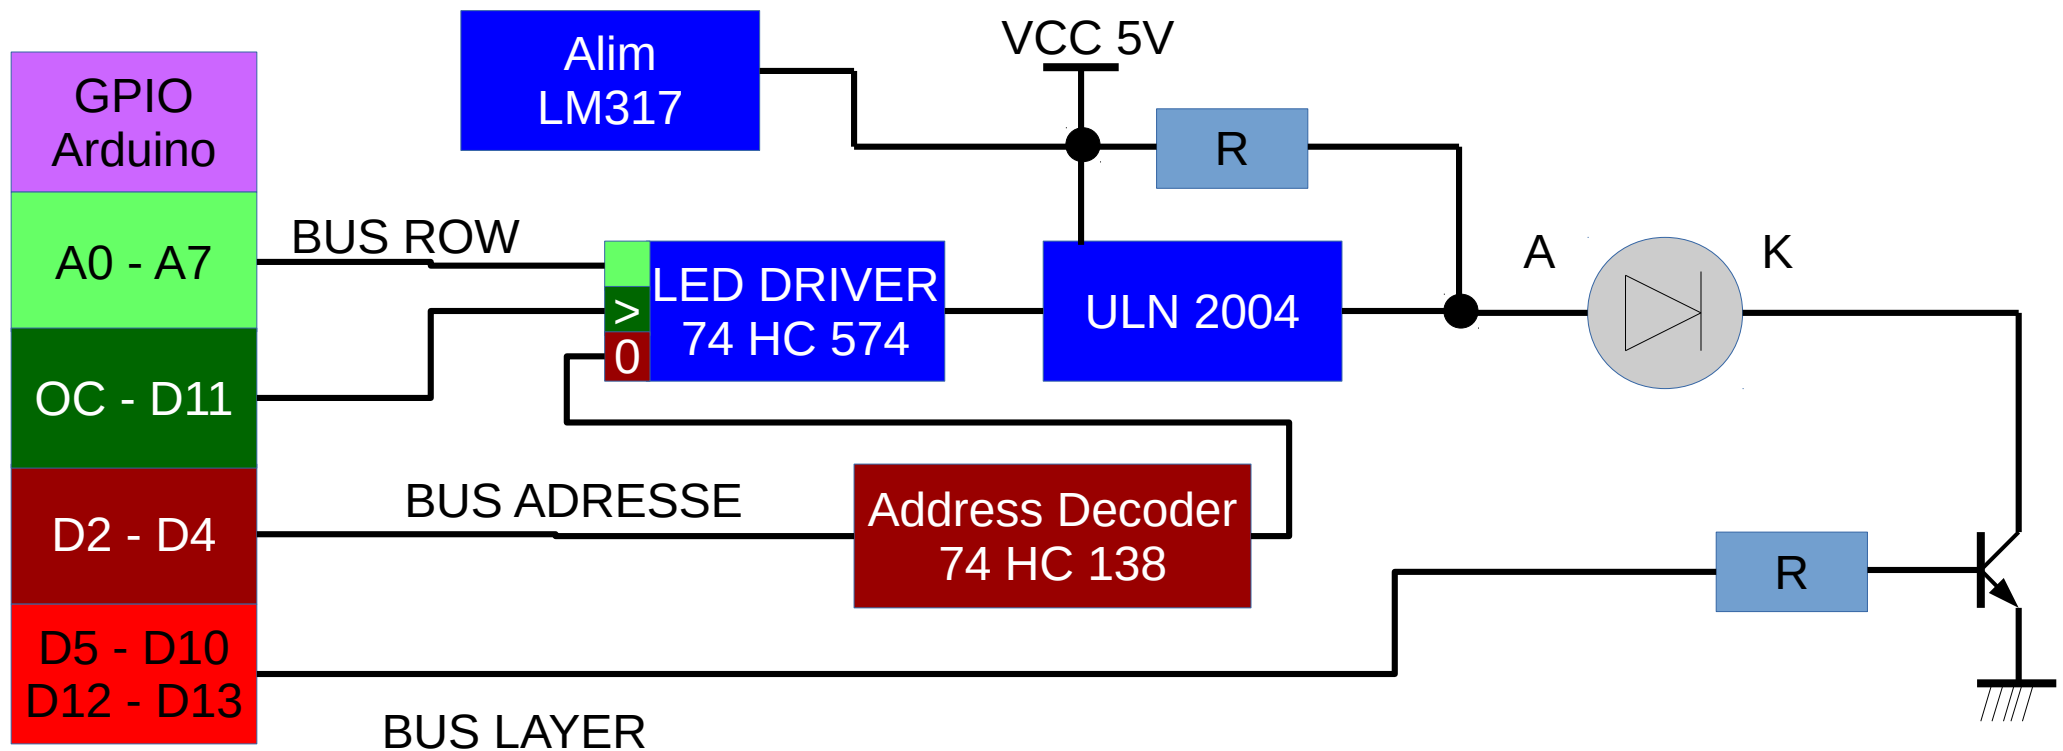 GPIO
Arduino
A0 - A7
OC - D11
D2 - D4
D5 - D10
D12 - D13
Alim
LM317
VCC 5V
R
BUS ROW
>
0
LED DRIVER
74 HC 574
ULN 2004
A
K
BUS ADRESSE
Address Decoder
74 HC 138
R
BUS LAYER